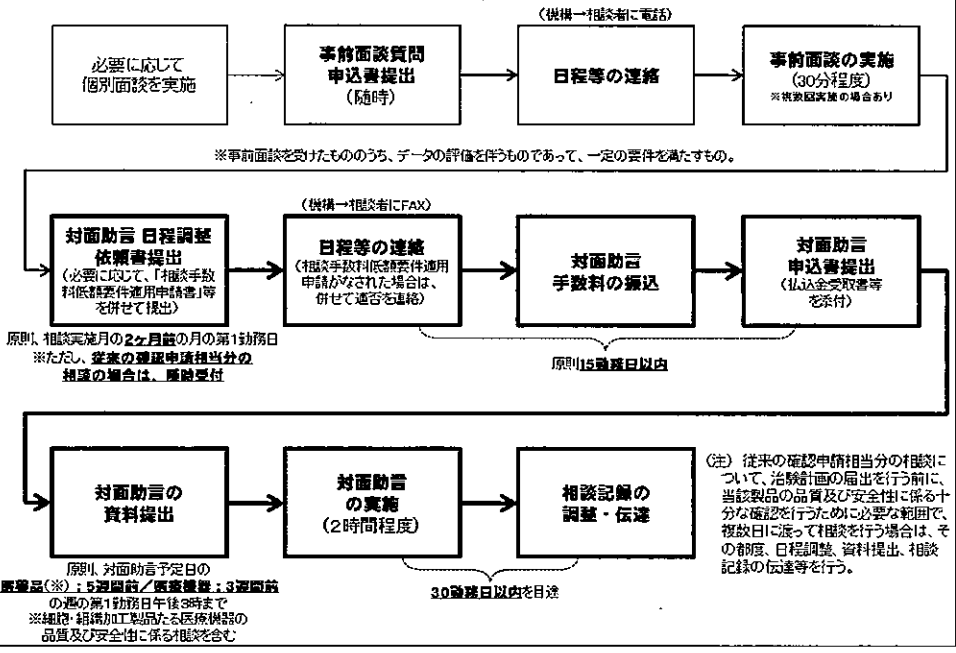 (機構→相談者に電話)
必要に応じて
個別面談を実施
事前面談質問
申込書提出
(随時)
日程等の連絡
事前面談の実施
(30分程度)
※複数回実施の場合あり
※事前面談を受けたもののうち、データの評価を伴うものであって、一定の要件を満たすもの。
対面助言 日程調整
依頼書提出
(必要に応じて、「相談手数
料低額要件適用申請書」等
を併せて提出)
原則、相談実施月の2ヶ月前の月の第1勤務日
※ただし、従来の確認申請相当分の
相談の場合は、随時受付
(機構→相談者にFAX)
日程等の連絡
(相談手数料低額要件適用
申請がなされた場合は、
併せて適否を連絡)
対面助言
手数料の振込
対面助言
申込書提出
(払込金受取書等
を添付)
原則15勤務日以内
対面助言の
資料提出
原則、対面助言予定日の
医薬品(※):5週間前/医療機器:3週間前
の週の第1勤務日午後3時まで
※細胞・組織加工製品たる医療機器の
品質及び安全性に係る相談を含む
対面助言
の実施
(2時間程度)
相談記録の
調整・伝達
30勤務日以内を目途
(注) 従来の確認申請相当分の相談に
ついて、治験計画の届出を行う前に、
当該製品の品質及び安全性に係る十
分な確認を行うために必要な範囲で、
複数日に渡って相談を行う場合は、そ
の都度、日程調整、資料提出、相談
記録の伝達等を行う。